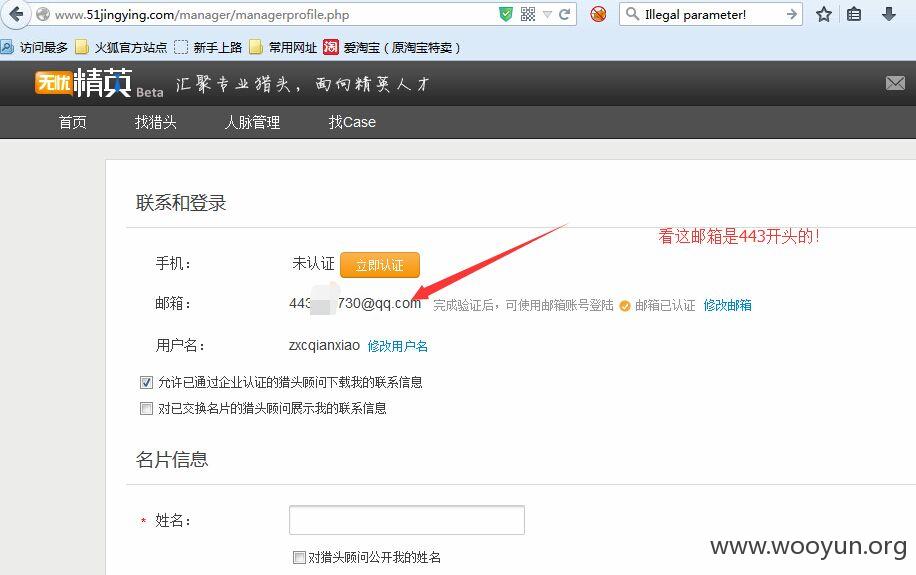 www.51jingying.com/manager/managerprofile.php
Illegal parameter!
访问最多 火狐官方站点 新手上路 常用网址 淘 爱淘宝（原淘宝特卖）
无忧精英 Beta 汇聚专业猎头，面向精英人才
首页 找猎头 人脉管理 找Case
联系和登录
看这邮箱是443开头的!
手机： 未认证 立即认证
邮箱： 443 730@qq.com 完成验证后，可使用邮箱账号登陆 邮箱已认证 修改邮箱
用户名： zxcqianxiao 修改用户名
允许已通过企业认证的猎头顾问下载我的联系信息
对已交换名片的猎头顾问展示我的联系信息
名片信息
* 姓名：
对猎头顾问公开我的姓名
www.wooyun.org